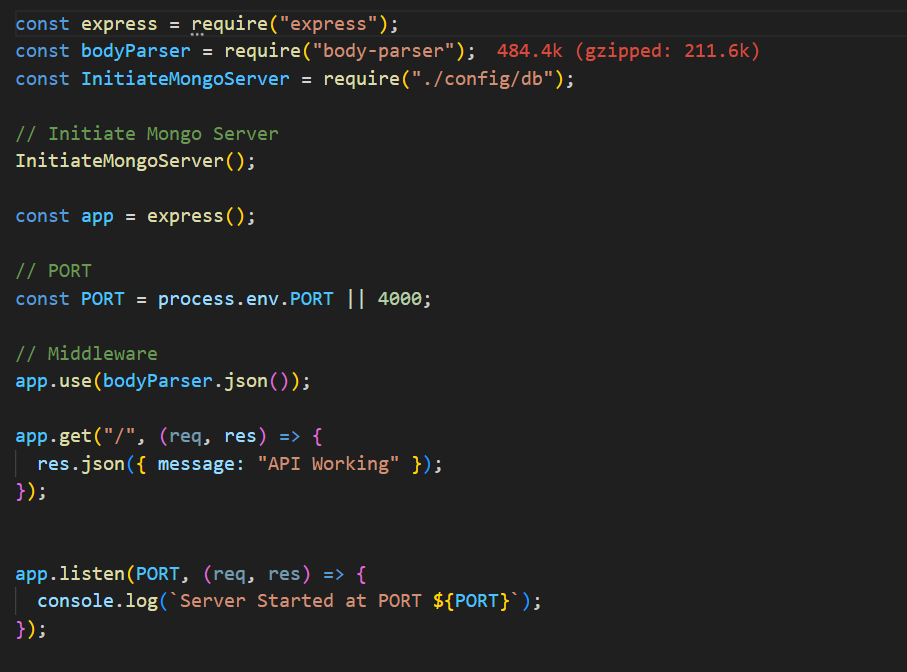 const express = require("express");
const bodyParser = require("body-parser");  484.4k (gzipped: 211.6k)
const InitiateMongoServer = require("./config/db");
// Initiate Mongo Server
InitiateMongoServer();
const app = express();
// PORT
const PORT = process.env.PORT || 4000;
// Middleware
app.use(bodyParser.json());
app.get("/", (req, res) => {
  res.json({ message: "API Working" });
});
app.listen(PORT, (req, res) => {
  console.log(`Server Started at PORT ${PORT}`);
});